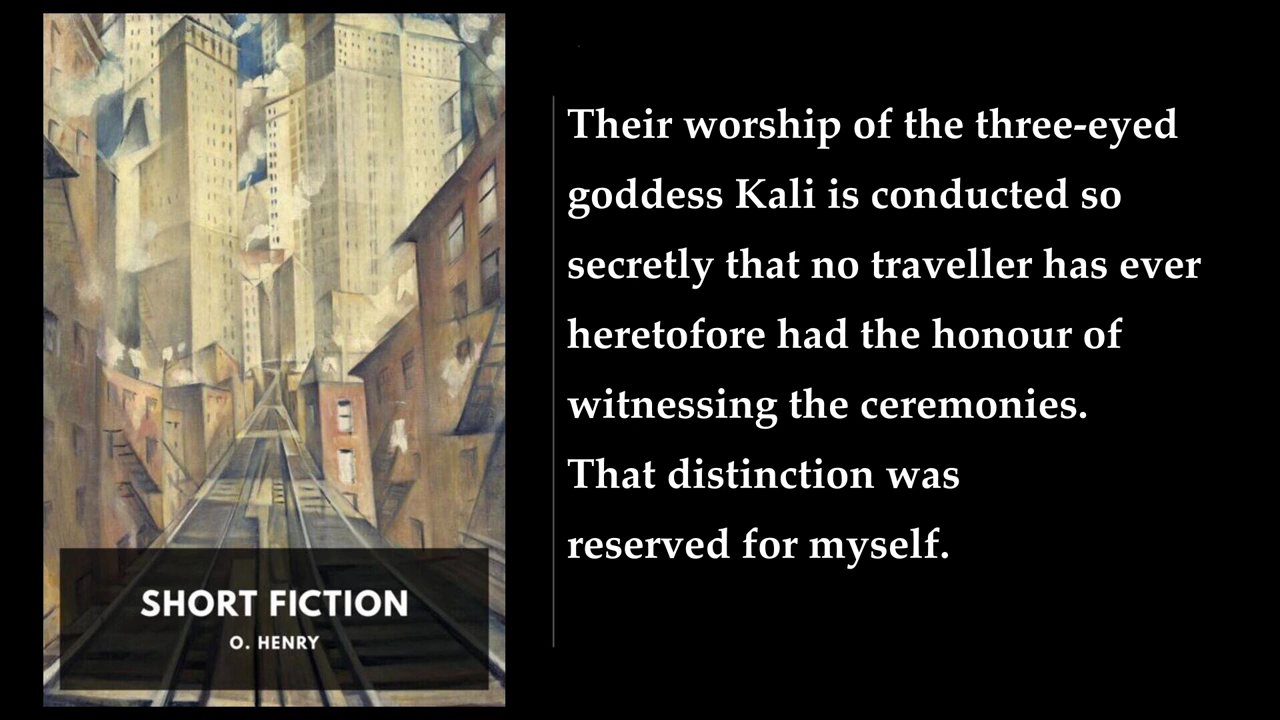 SHORT FICTION
O. HENRY
Their worship of the three-eyed
goddess Kali is conducted so
secretly that no traveller has ever
heretofore had the honour of
witnessing the ceremonies.
That distinction was
reserved for myself.